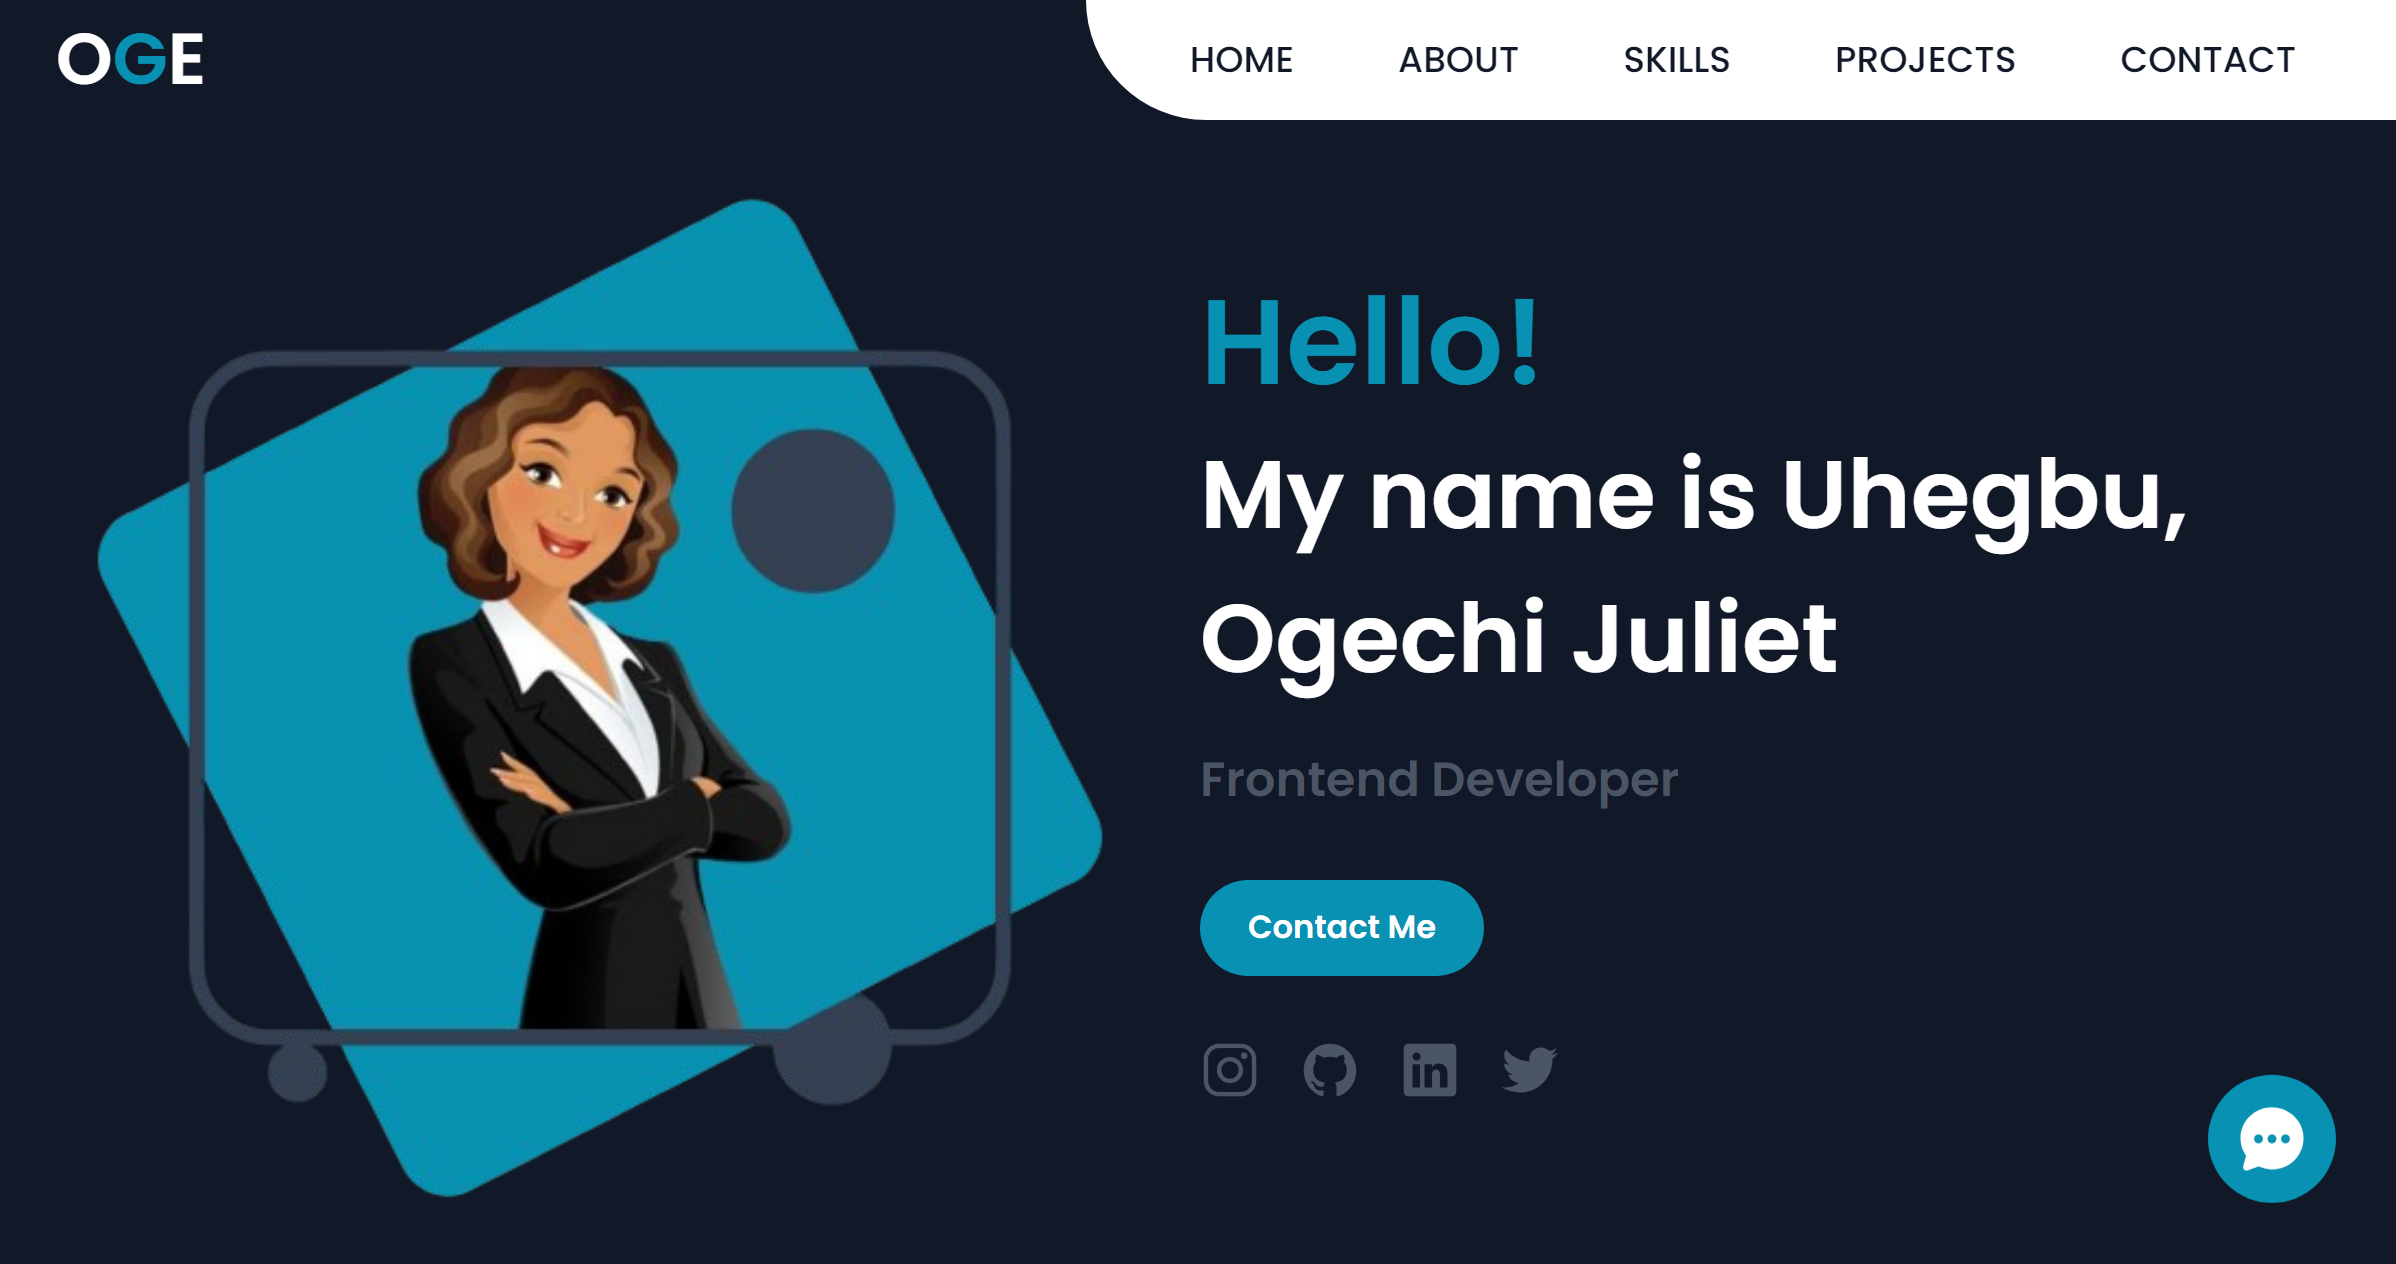 OGE
HOME ABOUT SKILLS PROJECTS CONTACT
Hello!
My name is Uhegbu,
Ogechi Juliet
Frontend Developer
Contact Me